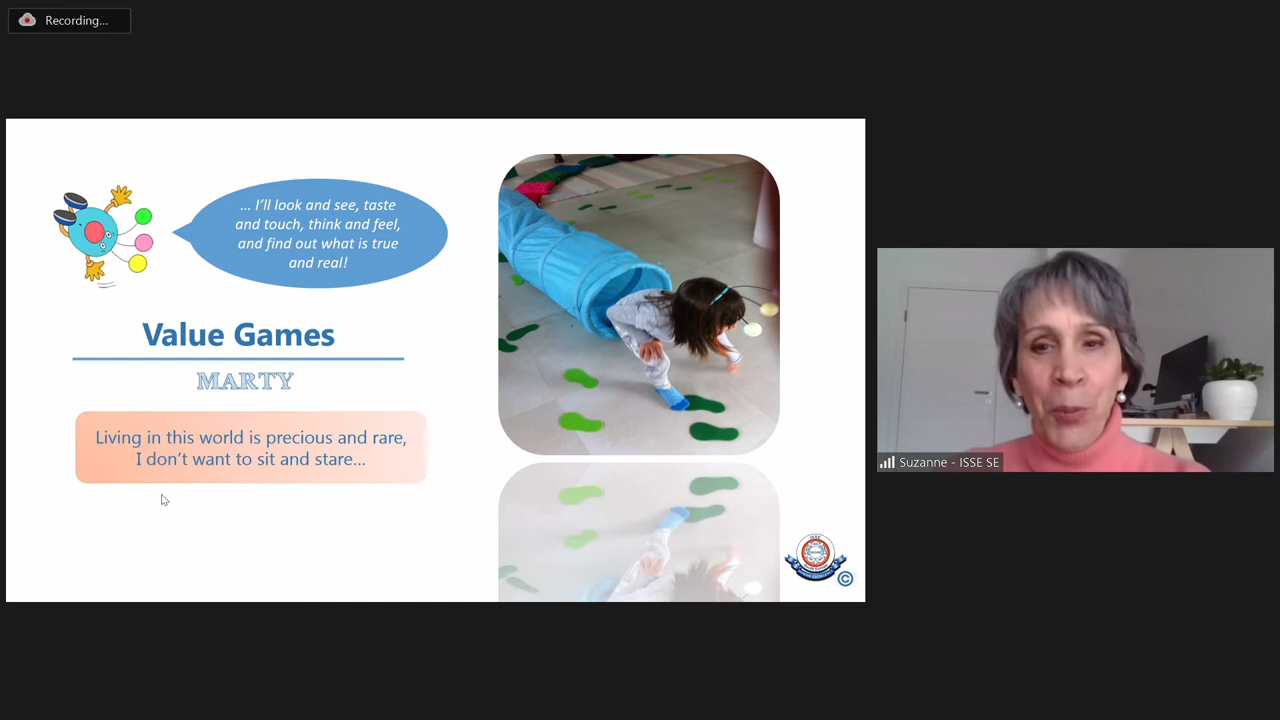 Recording...
... I'll look and see, taste
and touch, think and feel,
and find out what is true
and real!
Value Games
MARTY
Living in this world is precious and rare,
I don't want to sit and stare...
ISSE
©
Suzanne - ISSE SE